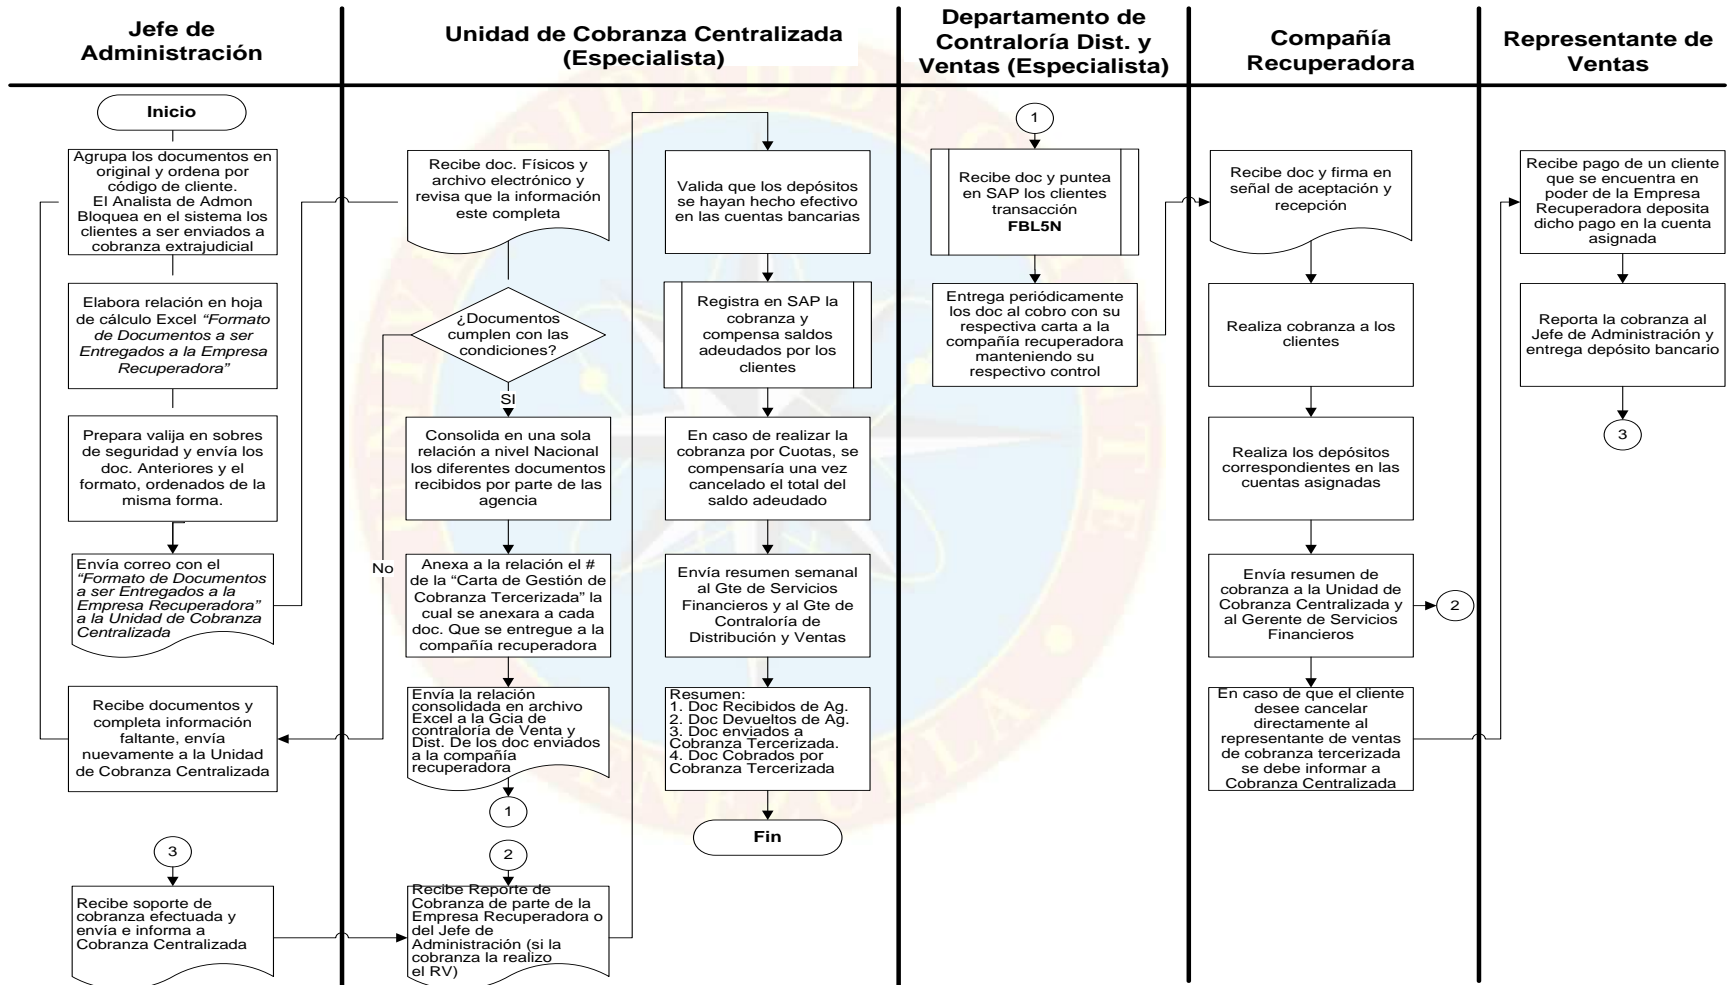 Jefe de
Administración
Unidad de Cobranza Centralizada
(Especialista)
Departamento de
Contraloría Dist. y
Ventas (Especialista)
Compañía
Recuperadora
Representante de
Ventas
Inicio
Agrupa los documentos en
original y ordena por
código de cliente.
El Analista de Admon
Bloquea en el sistema los
clientes a ser enviados a
cobranza extrajudicial
Elabora relación en hoja
de cálculo Excel “Formato
de Documentos a ser
Entregados a la Empresa
Recuperadora”
Prepara valija en sobres
de seguridad y envía los
doc. Anteriores y el
formato, ordenados de la
misma forma.
Envía correo con el
“Formato de Documentos
a ser Entregados a la
Empresa Recuperadora”
a la Unidad de Cobranza
Centralizada
Recibe documentos y
completa información
faltante, envía
nuevamente a la Unidad
de Cobranza Centralizada
3
Recibe soporte de
cobranza efectuada y
envía e informa a
Cobranza Centralizada
Recibe doc. Físicos y
archivo electrónico y
revisa que la información
este completa
¿Documentos
cumplen con las
condiciones?
SI
No
Consolida en una sola
relación a nivel Nacional
los diferentes documentos
recibidos por parte de las
agencia
Anexa a la relación el #
de la “Carta de Gestión de
Cobranza Tercerizada” la
cual se anexara a cada
doc. Que se entregue a la
compañía recuperadora
Envía la relación
consolidada en archivo
Excel a la Gcia de
contraloría de Venta y
Dist. De los doc enviados
a la compañía
recuperadora
1
2
Recibe Reporte de
Cobranza de parte de la
Empresa Recuperadora o
del Jefe de
Administración (si la
cobranza la realizo
el RV)
Valida que los depósitos
se hayan hecho efectivo
en las cuentas bancarias
Registra en SAP la
cobranza y
compensa saldos
adeudados por los
clientes
En caso de realizar la
cobranza por Cuotas, se
compensaría una vez
cancelado el total del
saldo adeudado
Envía resumen semanal
al Gte de Servicios
Financieros y al Gte de
Contraloría de
Distribución y Ventas
Resumen:
1. Doc Recibidos de Ag.
2. Doc Devueltos de Ag.
3. Doc enviados a
Cobranza Tercerizada.
4. Doc Cobrados por
Cobranza Tercerizada
Fin
1
Recibe doc y puntea
en SAP los clientes
transacción
FBL5N
Entrega periódicamente
los doc al cobro con su
respectiva carta a la
compañía recuperadora
manteniendo su
respectivo control
Recibe doc y firma en
señal de aceptación y
recepción
Realiza cobranza a los
clientes
Realiza los depósitos
correspondientes en las
cuentas asignadas
Envía resumen de
cobranza a la Unidad de
Cobranza Centralizada y
al Gerente de Servicios
Financieros
2
En caso de que el cliente
desee cancelar
directamente al
representante de ventas
de cobranza tercerizada
se debe informar a
Cobranza Centralizada
Recibe pago de un cliente
que se encuentra en
poder de la Empresa
Recuperadora deposita
dicho pago en la cuenta
asignada
Reporta la cobranza al
Jefe de Administración y
entrega depósito bancario
3
UNIVERSIDAD DE ORIENTE
VENEZUELA